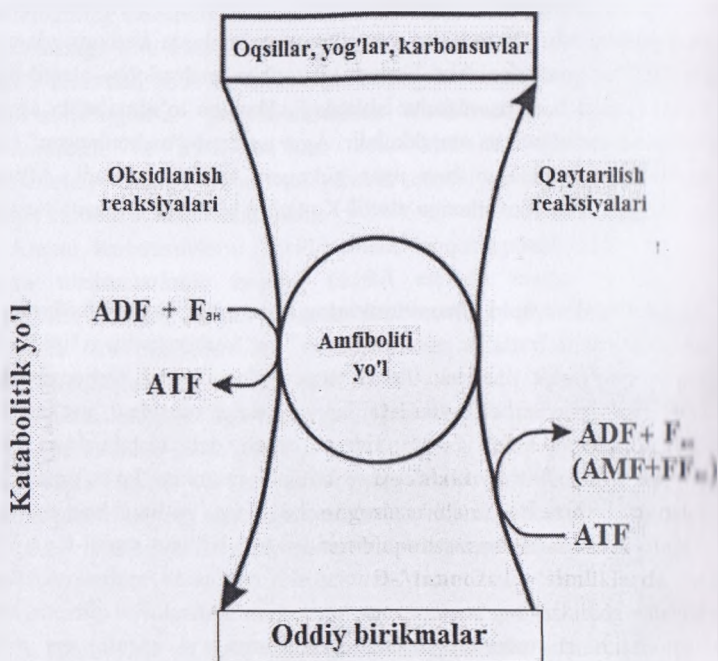 Oqsillar, yog'lar, karbonsuvlar
Oksidlanish
reaksiyalari
Qaytarilish
reaksiyalari
Katabolitik yo'l
ADF + Fан
ATF
Amfiboliti
yo'l
ADF + Fан
(AMF+FFан)
ATF
Oddiy birikmalar